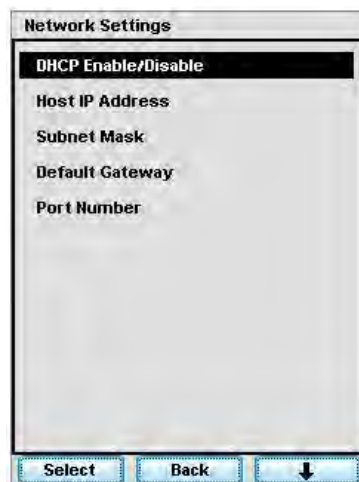 Network Settings
DHCP Enable/Disable
Host IP Address
Subnet Mask
Default Gateway
Port Number
Select Back ↓